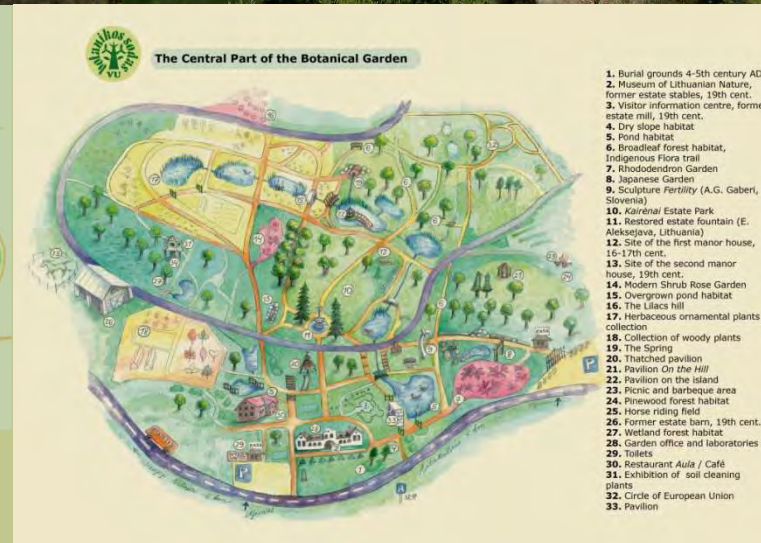 botanikos sodas
VU
The Central Part of the Botanical Garden
1. Burial grounds 4-5th century AD
2. Museum of Lithuanian Nature,
former estate stables, 19th cent.
3. Visitor information centre, forme
estate mill, 19th cent.
4. Dry slope habitat
5. Pond habitat
6. Broadleaf forest habitat,
Indigenous Flora trail
7. Rhododendron Garden
8. Japanese Garden
9. Sculpture Fertility (A.G. Gaberi,
Slovenia)
10. Kairėnai Estate Park
11. Restored estate fountain (E.
Aleksejava, Lithuania)
12. Site of the first manor house,
16-17th cent.
13. Site of the second manor
house, 19th cent.
14. Modern Shrub Rose Garden
15. Overgrown pond habitat
16. The Lilacs hill
17. Herbaceous ornamental plants
collection
18. Collection of woody plants
19. The Spring
20. Thatched pavilion
21. Pavilion On the Hill
22. Pavilion on the island
23. Picnic and barbeque area
24. Pinewood forest habitat
25. Horse riding field
26. Former estate barn, 19th cent.
27. Wetland forest habitat
28. Garden office and laboratories
29. Toilets
30. Restaurant Aula / Café
31. Exhibition of soil cleaning
plants
32. Circle of European Union
33. Pavilion
P
P